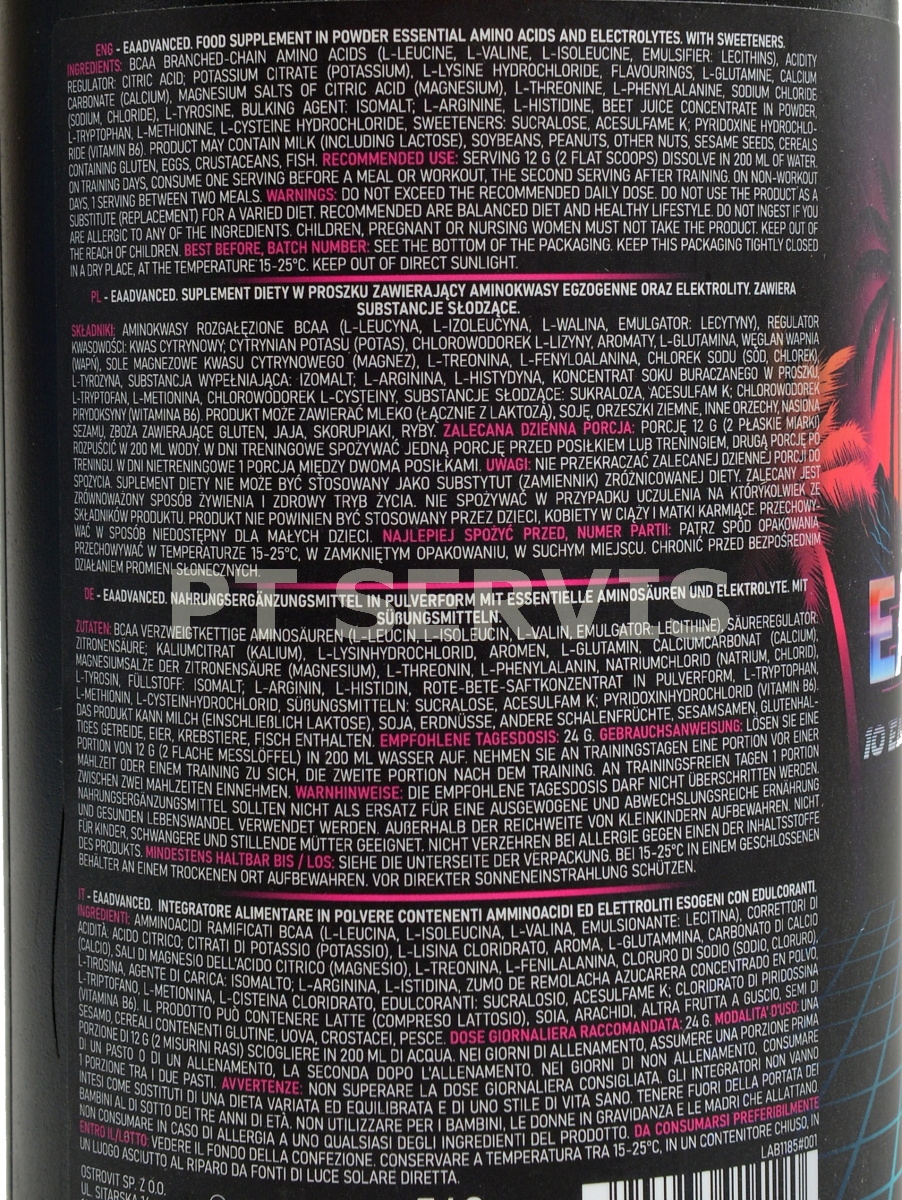 ENG - EAADVANCED. FOOD SUPPLEMENT IN POWDER ESSENTIAL AMINO ACIDS AND ELECTROLYTES. WITH SWEETENERS.
INGREDIENTS: BCAA BRANCHED-CHAIN AMINO ACIDS (L-LEUCINE, L-VALINE, L-ISOLEUCINE, EMULSIFIER: LECITHINS), ACIDITY
REGULATOR: CITRIC ACID; POTASSIUM CITRATE (POTASSIUM), L-LYSINE HYDROCHLORIDE, FLAVOURINGS, L-GLUTAMINE, CALCIUM
CARBONATE (CALCIUM), MAGNESIUM SALTS OF CITRIC ACID (MAGNESIUM), L-THREONINE, L-PHENYLALANINE, SODIUM CHLORIDE
(SODIUM, CHLORIDE), L-TYROSINE, BULKING AGENT: ISOMALT; L-ARGININE, L-HISTIDINE, BEET JUICE CONCENTRATE IN POWDER,
L-TRYPTOPHAN, L-METHIONINE, L-CYSTEINE HYDROCHLORIDE, SWEETENERS: SUCRALOSE, ACESULFAME K; PYRIDOXINE HYDROCHLO-
RIDE (VITAMIN B6). PRODUCT MAY CONTAIN MILK (INCLUDING LACTOSE), SOYBEANS, PEANUTS, OTHER NUTS, SESAME SEEDS, CEREALS
CONTAINING GLUTEN, EGGS, CRUSTACEANS, FISH. RECOMMENDED USE: SERVING 12 G (2 FLAT SCOOPS) DISSOLVE IN 200 ML OF WATER.
ON TRAINING DAYS, CONSUME ONE SERVING BEFORE A MEAL OR WORKOUT, THE SECOND SERVING AFTER TRAINING. ON NON-WORKOUT
DAYS, 1 SERVING BETWEEN TWO MEALS. WARNINGS: DO NOT EXCEED THE RECOMMENDED DAILY DOSE. DO NOT USE THE PRODUCT AS A
SUBSTITUTE (REPLACEMENT) FOR A VARIED DIET. RECOMMENDED ARE BALANCED DIET AND HEALTHY LIFESTYLE. DO NOT INGEST IF YOU
ARE ALLERGIC TO ANY OF THE INGREDIENTS. CHILDREN, PREGNANT OR NURSING WOMEN MUST NOT TAKE THE PRODUCT. KEEP OUT OF
THE REACH OF CHILDREN. BEST BEFORE, BATCH NUMBER: SEE THE BOTTOM OF THE PACKAGING. KEEP THIS PACKAGING TIGHTLY CLOSED
IN A DRY PLACE, AT THE TEMPERATURE 15-25°C. KEEP OUT OF DIRECT SUNLIGHT.
PL - EAADVANCED. SUPLEMENT DIETY W PROSZKU ZAWIERAJĄCY AMINOKWASY EGZOGENNE ORAZ ELEKTROLITY. ZAWIERA
SUBSTANCJE SŁODZĄCE.
SKŁADNIKI: AMINOKWASY ROZGAŁĘZIONE BCAA (L-LEUCYNA, L-IZOLEUCYNA, L-WALINA, EMULGATOR: LECYTYNY), REGULATOR
KWASOWOŚCI: KWAS CYTRYNOWY; CYTRYNIAN POTASU (POTAS), CHLOROWODOREK L-LIZYNY, AROMATY, L-GLUTAMINA, WĘGLAN WAPNIA
(WAPŃ), SOLE MAGNEZOWE KWASU CYTRYNOWEGO (MAGNEZ), L-TREONINA, L-FENYLOALANINA, CHLOREK SODU (SÓD, CHLOREK),
L-TYROZYNA, SUBSTANCJA WYPEŁNIAJĄCA: IZOMALT; L-ARGININA, L-HISTYDYNA, KONCENTRAT SOKU BURACZANEGO W PROSZKU,
L-TRYPTOFAN, L-METIONINA, CHLOROWODOREK L-CYSTEINY, SUBSTANCJE SŁODZĄCE: SUKRALOZA, ACESULFAM K; CHLOROWODOREK
PIRYDOKSYNY (WITAMINA B6). PRODUKT MOŻE ZAWIERAĆ MLEKO (ŁĄCZNIE Z LAKTOZĄ), SOJĘ, ORZESZKI ZIEMNE, INNE ORZECHY, NASIONA
SEZAMU, ZBOŻA ZAWIERAJĄCE GLUTEN, JAJA, SKORUPIAKI, RYBY. ZALECANA DZIENNA PORCJA: PORCJĘ 12 G (2 PŁASKIE MIARKI)
ROZPUŚCIĆ W 200 ML WODY. W DNI TRENINGOWE SPOŻYWAĆ JEDNĄ PORCJĘ PRZED POSIŁKIEM LUB TRENINGIEM, DRUGĄ PORCJĘ PO
TRENINGU. W DNI NIETRENINGOWE 1 PORCJA MIĘDZY DWOMA POSIŁKAMI. UWAGI: NIE PRZEKRACZAĆ ZALECANEJ DZIENNEJ PORCJI DO
SPOŻYCIA. SUPLEMENT DIETY NIE MOŻE BYĆ STOSOWANY JAKO SUBSTYTUT (ZAMIENNIK) ZRÓŻNICOWANEJ DIETY. ZALECANY JEST
ZRÓWNOWAŻONY SPOSÓB ŻYWIENIA I ZDROWY TRYB ŻYCIA. NIE SPOŻYWAĆ W PRZYPADKU UCZULENIA NA KTÓRYKOLWIEK ZE
SKŁADNIKÓW PRODUKTU. PRODUKT NIE POWINIEN BYĆ STOSOWANY PRZEZ DZIECI, KOBIETY W CIĄŻY I MATKI KARMIĄCE. PRZECHOWY-
WAĆ W SPOSÓB NIEDOSTĘPNY DLA MAŁYCH DZIECI. NAJLEPIEJ SPOŻYĆ PRZED, NUMER PARTII: PATRZ SPÓD OPAKOWANIA
PRZECHOWYWAĆ W TEMPERATURZE 15-25°C, W ZAMKNIĘTYM OPAKOWANIU, W SUCHYM MIEJSCU. CHRONIĆ PRZED BEZPOŚREDNIM
DZIAŁANIEM PROMIENI SŁONECZNYCH.
PT SERVIS
DE - EAADVANCED. NAHRUNGSERGÄNZUNGSMITTEL IN PULVERFORM MIT ESSENTIELLE AMINOSÄUREN UND ELEKTROLYTE. MIT
SÜßUNGSMITTELN.
ZUTATEN: BCAA VERZWEIGTKETTIGE AMINOSÄUREN (L-LEUCIN, L-ISOLEUCIN, L-VALIN, EMULGATOR: LECITHINE), SÄUREREGULATOR:
ZITRONENSÄURE; KALIUMCITRAT (KALIUM), L-LYSINHYDROCHLORID, AROMEN, L-GLUTAMIN, CALCIUMCARBONAT (CALCIUM),
MAGNESIUMSALZE DER ZITRONENSÄURE (MAGNESIUM), L-THREONIN, L-PHENYLALANIN, NATRIUMCHLORID (NATRIUM, CHLORID),
L-TYROSIN, FÜLLSTOFF: ISOMALT; L-ARGININ, L-HISTIDIN, ROTE-BETE-SAFTKONZENTRAT IN PULVERFORM, L-TRYPTOPHAN,
L-METHIONIN, L-CYSTEINHYDROCHLORID, SÜßUNGSMITTELN: SUCRALOSE, ACESULFAM K; PYRIDOXINHYDROCHLORID (VITAMIN B6).
DAS PRODUKT KANN MILCH (EINSCHLIEßLICH LAKTOSE), SOJA, ERDNÜSSE, ANDERE SCHALENFRÜCHTE, SESAMSAMEN, GLUTENHAL-
TIGES GETREIDE, EIER, KREBSTIERE, FISCH ENTHALTEN. EMPFOHLENE TAGESDOSIS: 24 G. GEBRAUCHSANWEISUNG: LÖSEN SIE EINE
PORTION VON 12 G (2 FLACHE MESSLÖFFEL) IN 200 ML WASSER AUF. NEHMEN SIE AN TRAININGSTAGEN EINE PORTION VOR EINER
MAHLZEIT ODER EINEM TRAINING ZU SICH, DIE ZWEITE PORTION NACH DEM TRAINING. AN TRAININGSFREIEN TAGEN 1 PORTION
ZWISCHEN ZWEI MAHLZEITEN EINNEHMEN. WARNHINWEISE: DIE EMPFOHLENE TAGESDOSIS DARF NICHT ÜBERSCHRITTEN WERDEN.
NAHRUNGSERGÄNZUNGSMITTEL SOLLTEN NICHT ALS ERSATZ FÜR EINE AUSGEWOGENE UND ABWECHSLUNGSREICHE ERNÄHRUNG
UND GESUNDEN LEBENSWANDEL VERWENDET WERDEN. AUßERHALB DER REICHWEITE VON KLEINKINDERN AUFBEWAHREN. NICHT
FÜR KINDER, SCHWANGERE UND STILLENDE MÜTTER GEEIGNET. NICHT VERZEHREN BEI ALLERGIE GEGEN EINEN DER INHALTSSTOFFE
DES PRODUKTS. MINDESTENS HALTBAR BIS / LOS: SIEHE DIE UNTERSEITE DER VERPACKUNG. BEI 15-25°C IN EINEM GESCHLOSSENEN
BEHÄLTER AN EINEM TROCKENEN ORT AUFBEWAHREN. VOR DIREKTER SONNENEINSTRAHLUNG SCHÜTZEN.
IT - EAADVANCED. INTEGRATORE ALIMENTARE IN POLVERE CONTENENTI AMMINOACIDI ED ELETTROLITI ESOGENI CON EDULCORANTI.
INGREDIENTI: AMMINOACIDI RAMIFICATI BCAA (L-LEUCINA, L-ISOLEUCINA, L-VALINA, EMULSIONANTE: LECITINA), CORRETTORI DI
ACIDITÀ: ACIDO CITRICO; CITRATI DI POTASSIO (POTASSIO), L-LISINA CLORIDRATO, AROMA, L-GLUTAMMINA, CARBONATO DI CALCIO
(CALCIO), SALI DI MAGNESIO DELL'ACIDO CITRICO (MAGNESIO), L-TREONINA, L-FENILALANINA, CLORURO DI SODIO (SODIO, CLORURO),
L-TIROSINA, AGENTE DI CARICA: ISOMALTO; L-ARGININA, L-ISTIDINA, ZUMO DE REMOLACHA AZUCARERA CONCENTRADO EN POLVO,
L-TRIPTOFANO, L-METIONINA, L-CISTEINA CLORIDRATO, EDULCORANTI: SUCRALOSIO, ACESULFAME K; CLORIDRATO DI PIRIDOSSINA
(VITAMINA B6). IL PRODOTTO PUÒ CONTENERE LATTE (COMPRESO LATTOSIO), SOIA, ARACHIDI, ALTRA FRUTTA A GUSCIO, SEMI DI
SESAMO, CEREALI CONTENENTI GLUTINE, UOVA, CROSTACEI, PESCE. DOSE GIORNALIERA RACCOMANDATA: 24 G. MODALITA' D'USO: UNA
PORZIONE DI 12 G (2 MISURINI RASI) SCIOGLIERE IN 200 ML DI ACQUA. NEI GIORNI DI ALLENAMENTO, ASSUMERE UNA PORZIONE PRIMA
DI UN PASTO O DI UN ALLENAMENTO, LA SECONDA DOPO L'ALLENAMENTO. NEI GIORNI DI NON ALLENAMENTO, CONSUMARE
1 PORZIONE TRA I DUE PASTI. AVVERTENZE: NON SUPERARE LA DOSE GIORNALIERA CONSIGLIATA. GLI INTEGRATORI NON VANNO
INTESI COME SOSTITUTI DI UNA DIETA VARIATA ED EQUILIBRATA E DI UNO STILE DI VITA SANO. TENERE FUORI DELLA PORTATA DEI
BAMBINI AL DI SOTTO DEI TRE ANNI DI ETÀ. NON UTILIZZARE PER I BAMBINI, LE DONNE IN GRAVIDANZA E LE MADRI CHE ALLATTANO.
NON CONSUMARE IN CASO DI ALLERGIA A UNO QUALSIASI DEGLI INGREDIENTI DEL PRODOTTO. DA CONSUMARSI PREFERIBILMENTE
ENTRO IL/LOTTO: VEDERE IL FONDO DELLA CONFEZIONE. CONSERVARE A TEMPERATURA TRA 15-25°C, IN UN CONTENITORE CHIUSO, IN
UN LUOGO ASCIUTTO AL RIPARO DA FONTI DI LUCE SOLARE DIRETTA.
LAB1185#001
OSTROVIT SP. Z O.O.
UL. SITARSKA
EA
10